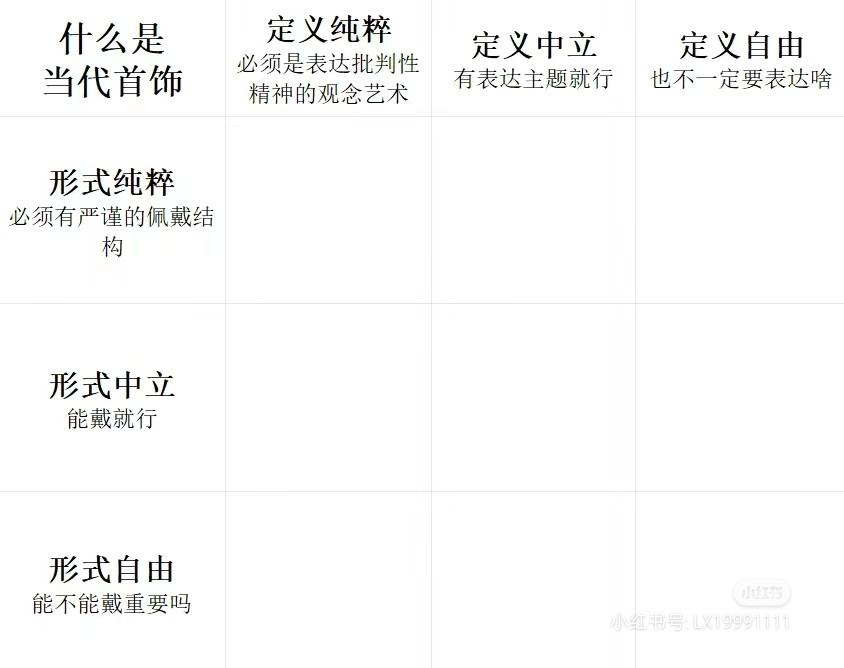 什么是
当代首饰
定义纯粹
必须是表达批判性
精神的观念艺术
定义中立
有表达主题就行
定义自由
也不一定要表达啥
形式纯粹
必须有严谨的佩戴结
构
形式中立
能戴就行
形式自由
能不能戴重要吗
小红书
小红书号: LX19991111